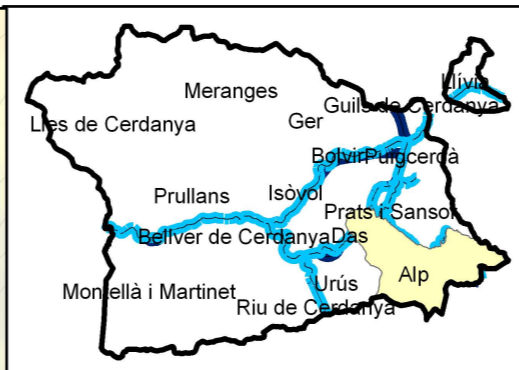 Llívia
Meranges
Guils de Cerdanya
Lles de Cerdanya
Ger
Bolvir
Puigcerdà
Prullans
Isòvol
Prats i Sansor
Bellver de Cerdanya
Das
Alp
Urús
Montellà i Martinet
Riu de Cerdanya